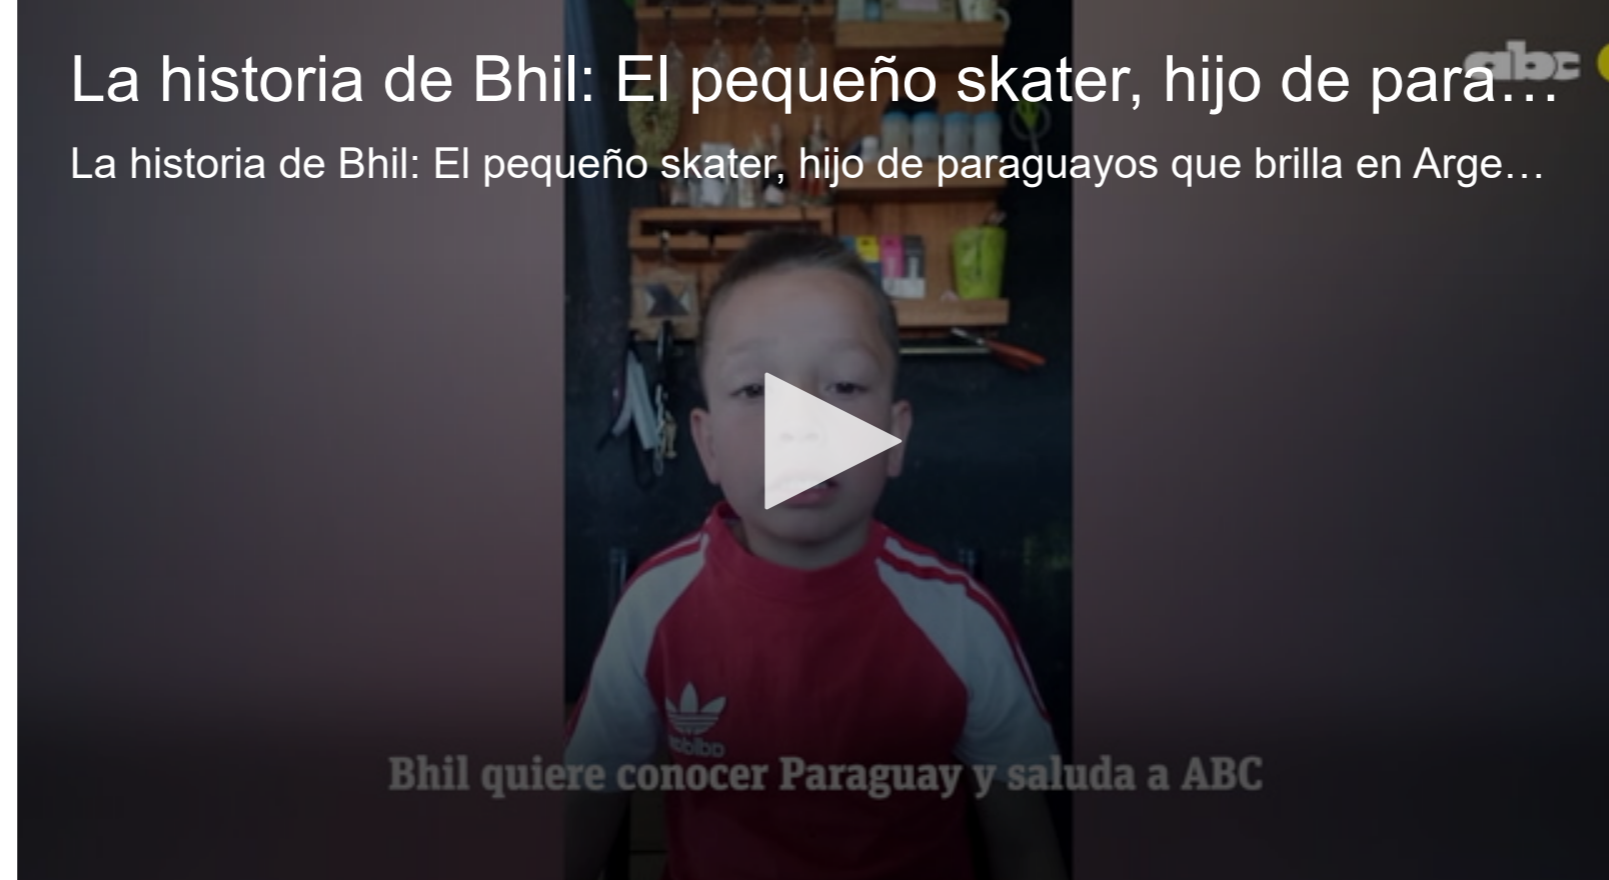 La historia de Bhil: El pequeño skater, hijo de para…
abc
La historia de Bhil: El pequeño skater, hijo de paraguayos que brilla en Arge…
adidas
Bhil quiere conocer Paraguay y saluda a ABC